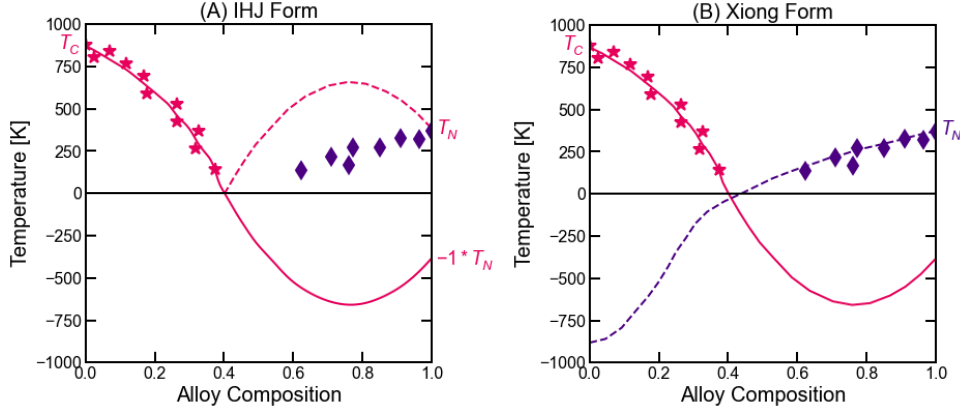 (A) IHJ Form
Temperature [K]
1000
750
500
250
0
−250
−500
−750
−1000
T_C
T_N
−1 * T_N
0.0 0.2 0.4 0.6 0.8 1.0
Alloy Composition
(B) Xiong Form
Temperature [K]
1000
750
500
250
0
−250
−500
−750
−1000
T_C
T_N
0.0 0.2 0.4 0.6 0.8 1.0
Alloy Composition